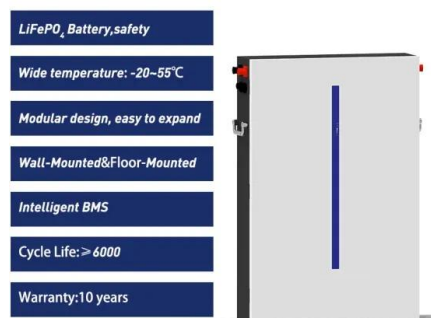 LiFePO₄ Battery,safety
Wide temperature: -20~55℃
Modular design, easy to expand
Wall-Mounted&Floor-Mounted
Intelligent BMS
Cycle Life:≥6000
Warranty:10 years